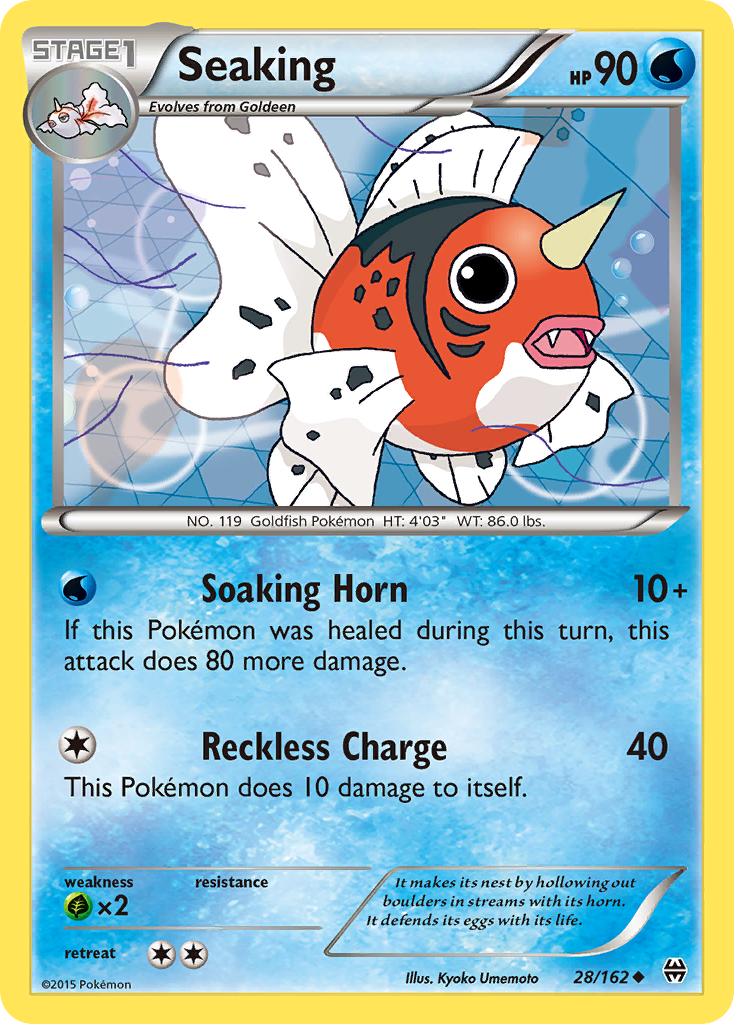 STAGE1
Seaking
HP 90
Evolves from Goldeen
NO. 119 Goldfish Pokémon HT: 4'03" WT: 86.0 lbs.
Soaking Horn 10+
If this Pokémon was healed during this turn, this
attack does 80 more damage.
Reckless Charge 40
This Pokémon does 10 damage to itself.
weakness resistance
×2
retreat
It makes its nest by hollowing out
boulders in streams with its horn.
It defends its eggs with its life.
©2015 Pokémon
Illus. Kyoko Umemoto
28/162